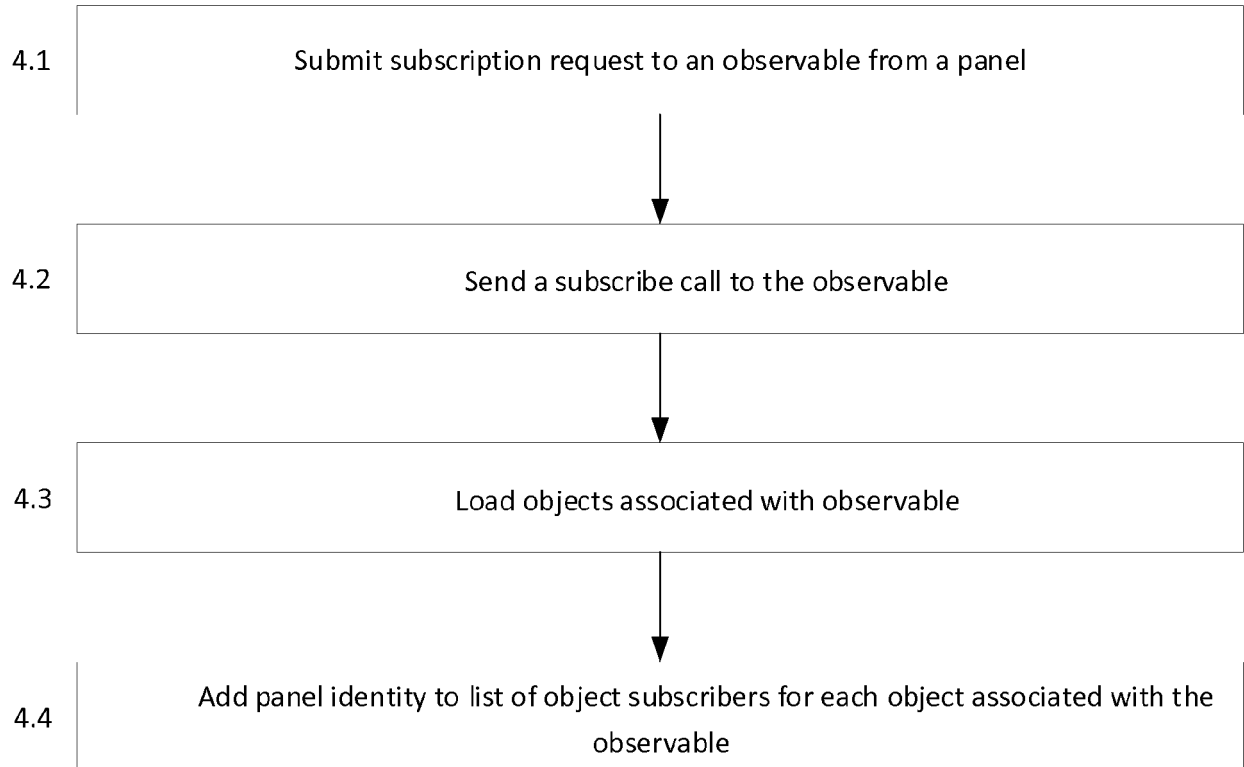 4.1 Submit subscription request to an observable from a panel
4.2 Send a subscribe call to the observable
4.3 Load objects associated with observable
4.4 Add panel identity to list of object subscribers for each object associated with the
observable